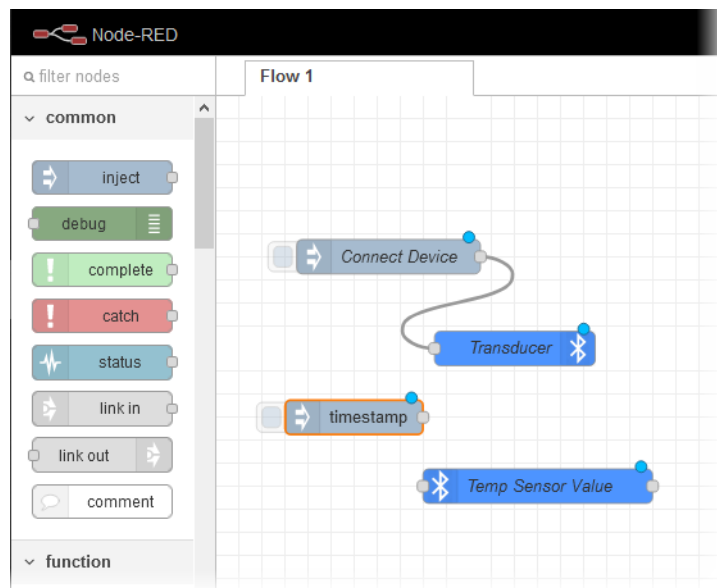 Node-RED
filter nodes
Flow 1
common
inject
debug
complete
catch
status
link in
link out
comment
function
Connect Device
Transducer
timestamp
Temp Sensor Value